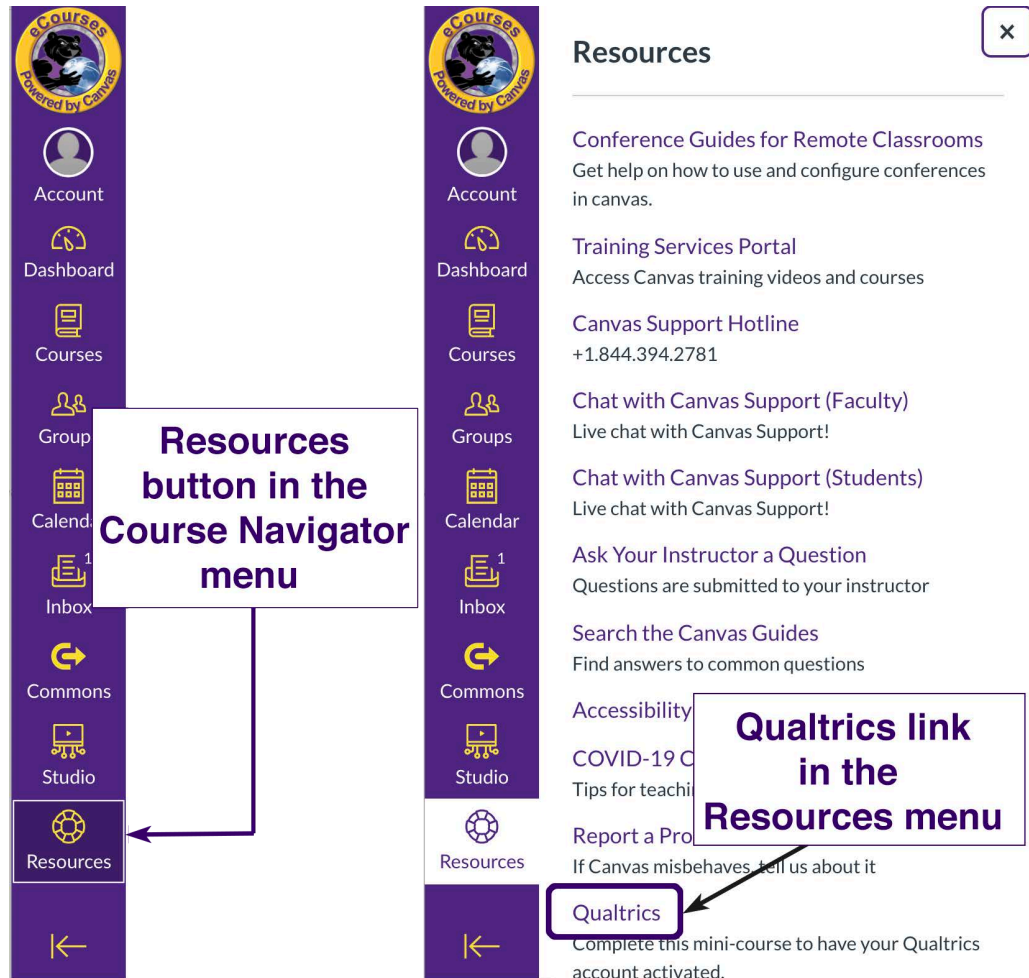 eCourses
Powered by Canvas
Account
Dashboard
Courses
Group
Calend
1
Inbox
Commons
Studio
Resources
Resources
button in the
Course Navigator
menu
eCourses
Powered by Canvas
Account
Dashboard
Courses
Groups
Calendar
1
Inbox
Commons
Studio
Resources
Resources
×
Conference Guides for Remote Classrooms
Get help on how to use and configure conferences
in canvas.
Training Services Portal
Access Canvas training videos and courses
Canvas Support Hotline
+1.844.394.2781
Chat with Canvas Support (Faculty)
Live chat with Canvas Support!
Chat with Canvas Support (Students)
Live chat with Canvas Support!
Ask Your Instructor a Question
Questions are submitted to your instructor
Search the Canvas Guides
Find answers to common questions
Accessibility
COVID-19 C
Tips for teachi
Report a Pro
If Canvas misbehaves, tell us about it
Qualtrics
Complete this mini-course to have your Qualtrics
account activated.
Qualtrics link
in the
Resources menu